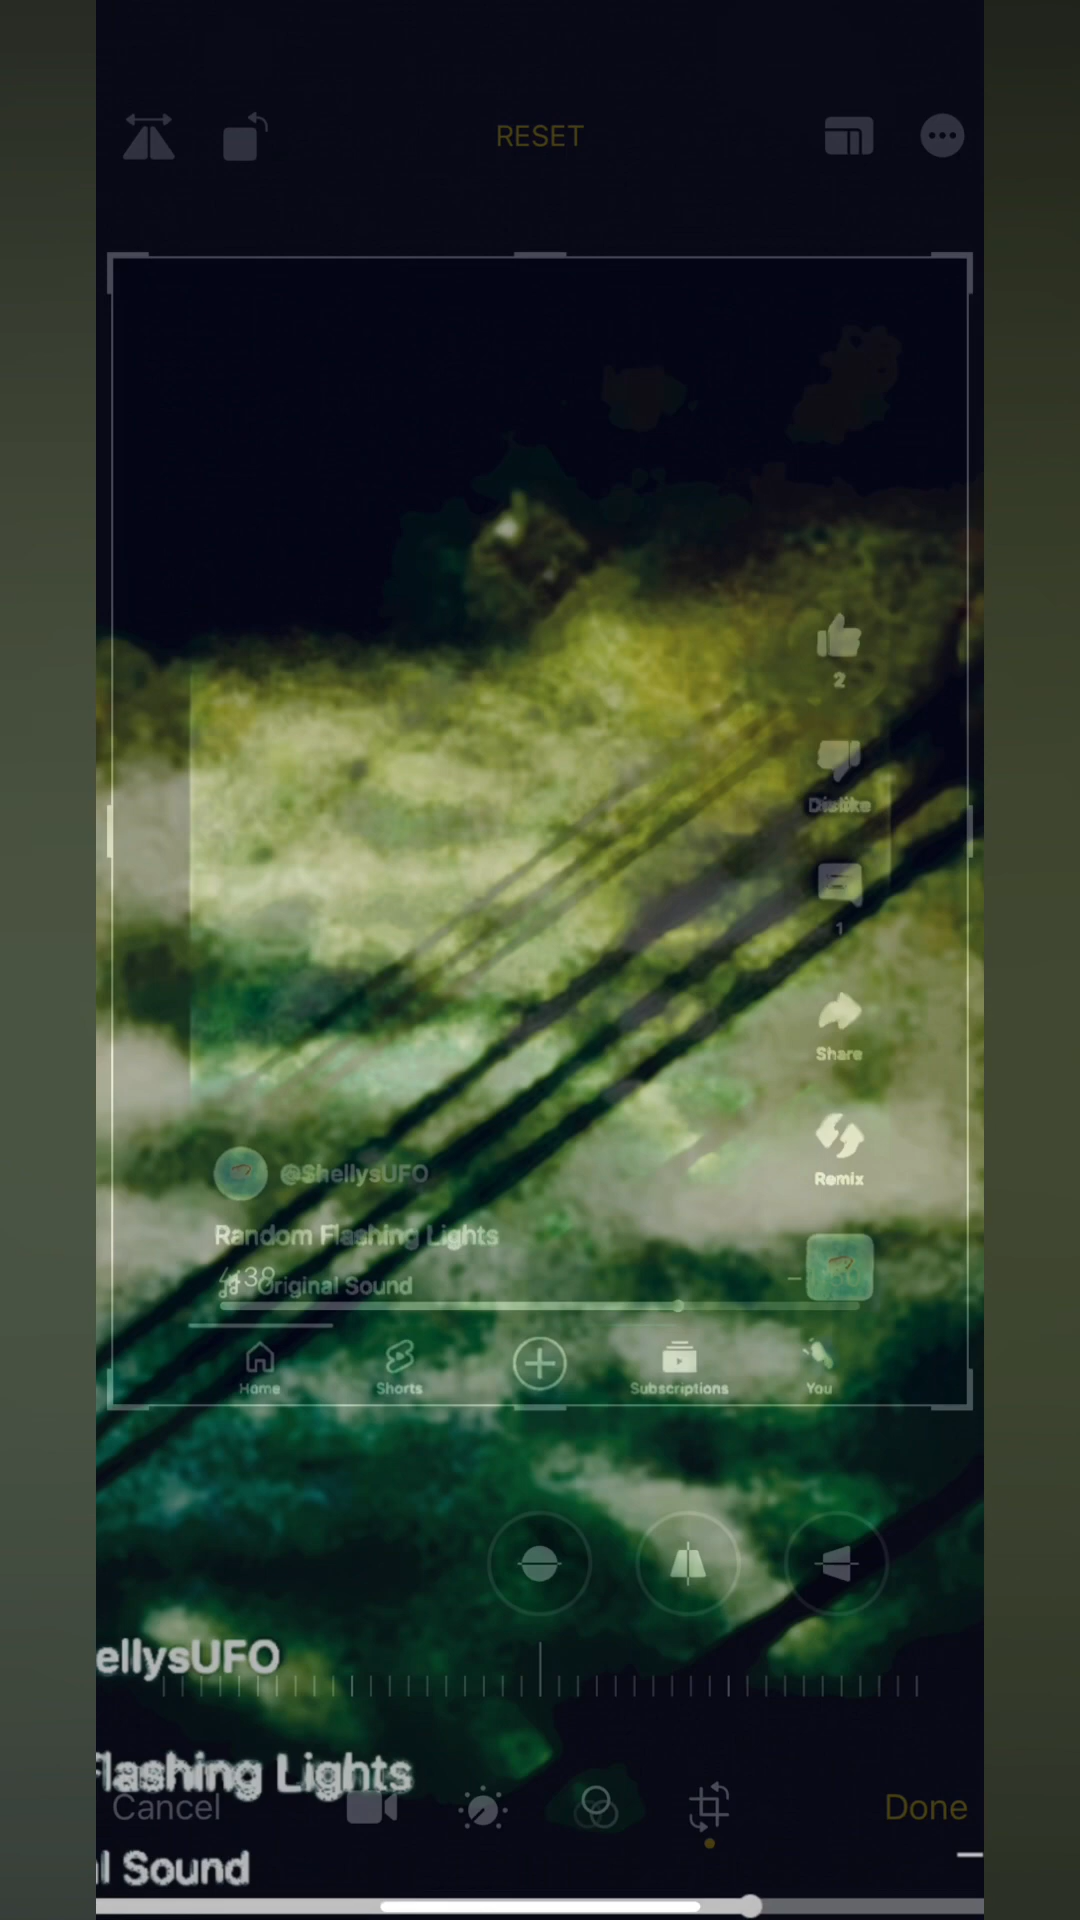 RESET
2
Dislike
1
Share
Remix
@ShellysUFO
Random Flashing Lights
Original Sound
Home
Shorts
Subscriptions
You
ellysUFO
Flashing Lights
Cancel
Done
l Sound